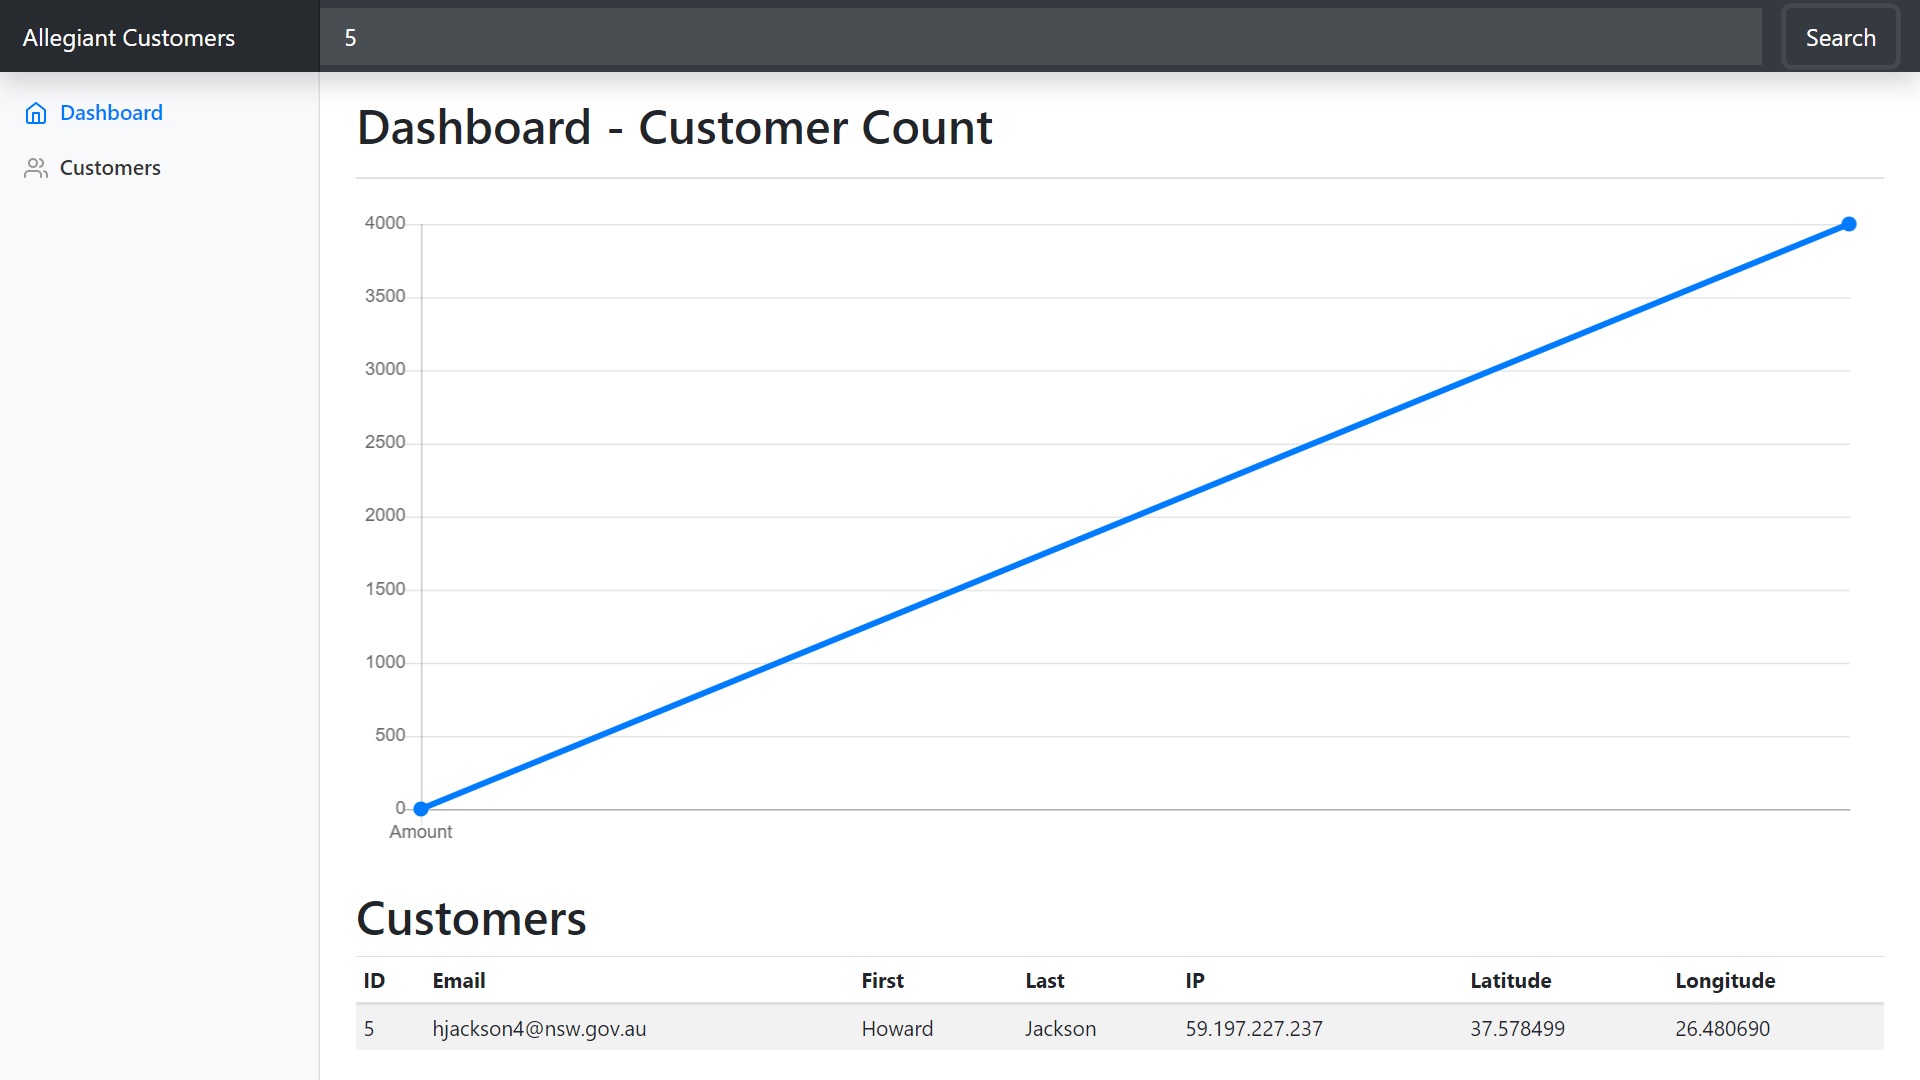 Allegiant Customers
5
Search
Dashboard
Customers
Dashboard - Customer Count
4000
3500
3000
2500
2000
1500
1000
500
0
Amount
Customers
ID Email First Last IP Latitude Longitude
5 hjackson4@nsw.gov.au Howard Jackson 59.197.227.237 37.578499 26.480690